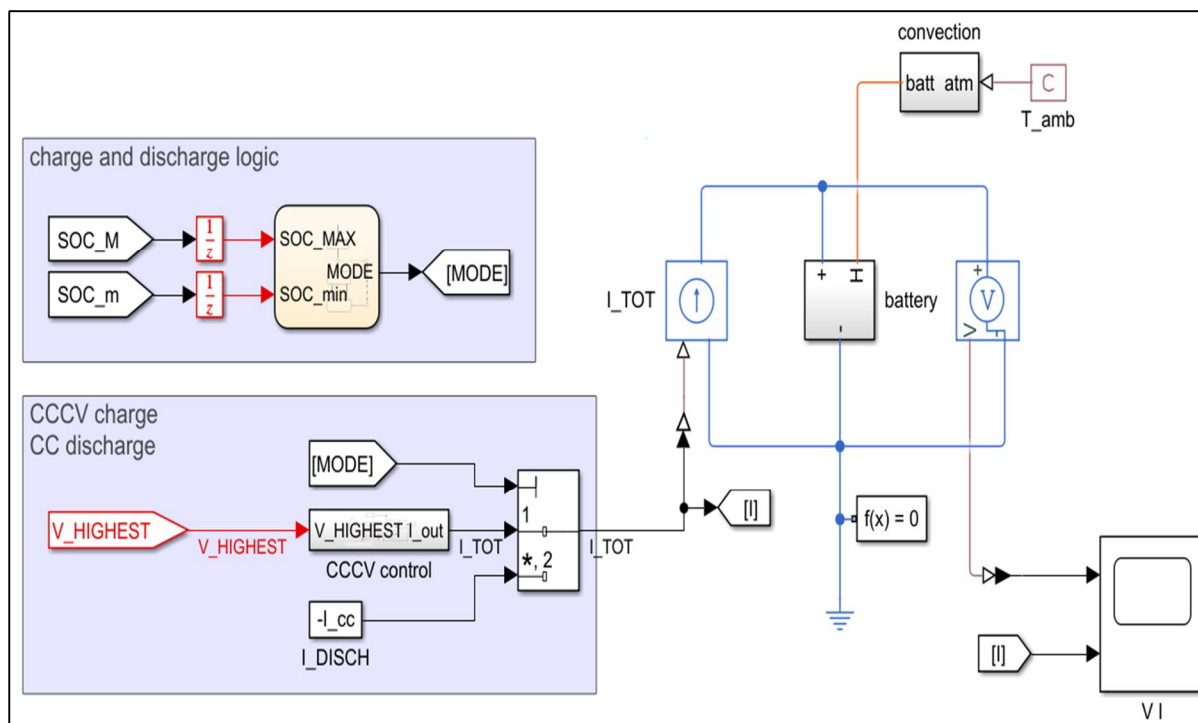 convection
batt atm
C
T_amb
charge and discharge logic
SOC_M
1
z
SOC_MAX
MODE
[MODE]
SOC_m
1
z
SOC_min
I_TOT
+
H
-
battery
+
V
-
V
CCCV charge
CC discharge
[MODE]
V_HIGHEST
V_HIGHEST
V_HIGHEST I_out
CCCV control
I_TOT
1
*, 2
I_TOT
[I]
-I_cc
I_DISCH
f(x) = 0
[I]
V I